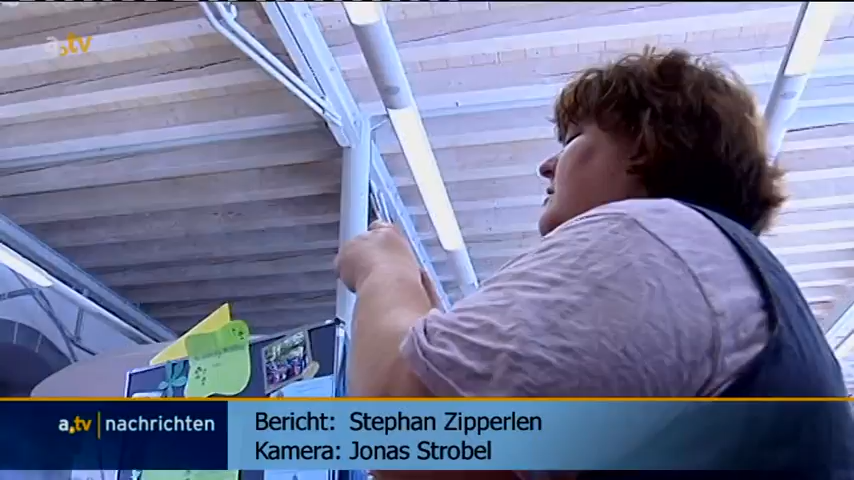 a.tv
a.tv nachrichten
Bericht: Stephan Zipperlen
Kamera: Jonas Strobel